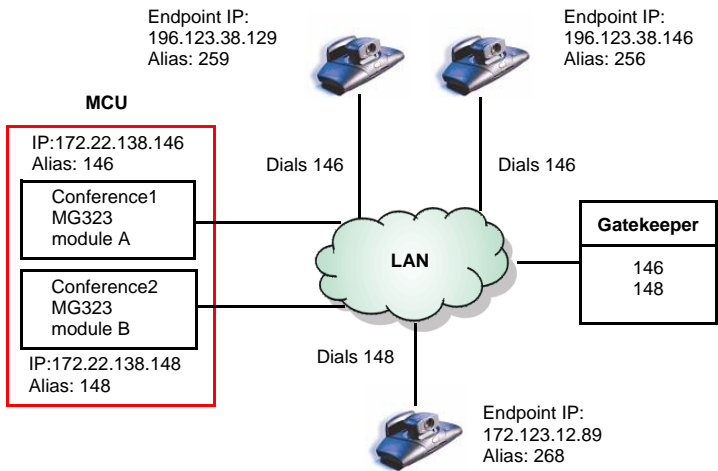 Endpoint IP:
196.123.38.129
Alias: 259
Endpoint IP:
196.123.38.146
Alias: 256
MCU
IP:172.22.138.146
Alias: 146
Conference1
MG323
module A
Conference2
MG323
module B
IP:172.22.138.148
Alias: 148
Dials 146
Dials 146
LAN
Gatekeeper
146
148
Dials 148
Endpoint IP:
172.123.12.89
Alias: 268